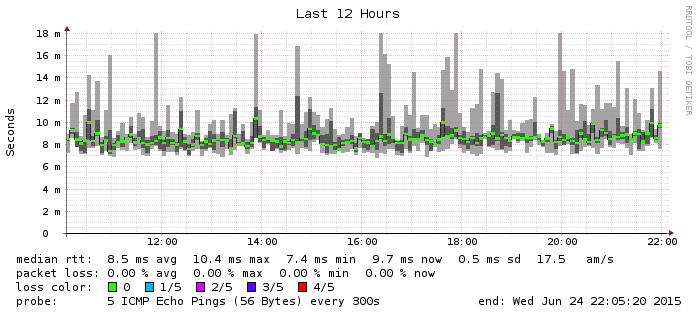 Last 12 Hours
RRDTOOL / TOBI OETIKER
Seconds
18 m
16 m
14 m
12 m
10 m
8 m
6 m
4 m
2 m
0
12:00 14:00 16:00 18:00 20:00 22:00
median rtt: 8.5 ms avg 10.4 ms max 7.4 ms min 9.7 ms now 0.5 ms sd 17.5 am/s
packet loss: 0.00 % avg 0.00 % max 0.00 % min 0.00 % now
loss color: 0 1/5 2/5 3/5 4/5
probe: 5 ICMP Echo Pings (56 Bytes) every 300s end: Wed Jun 24 22:05:20 2015